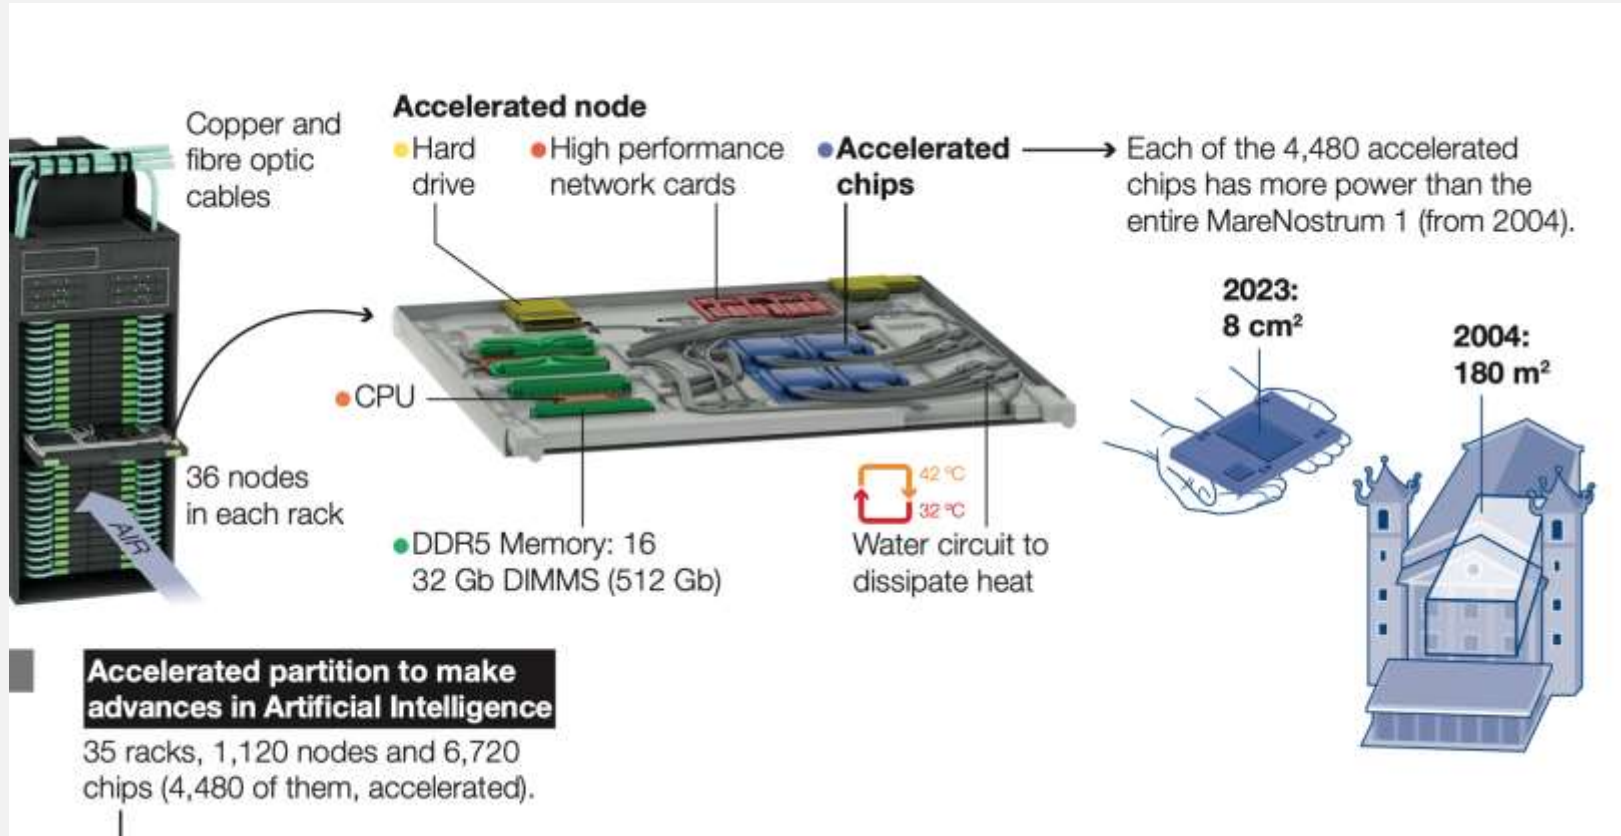 Copper and
fibre optic
cables
Accelerated node
Hard
drive
High performance
network cards
Accelerated
chips
Each of the 4,480 accelerated
chips has more power than the
entire MareNostrum 1 (from 2004).
2023:
8 cm²
2004:
180 m²
CPU
36 nodes
in each rack
AIR
DDR5 Memory: 16
32 Gb DIMMS (512 Gb)
42 ºC
32 ºC
Water circuit to
dissipate heat
Accelerated partition to make
advances in Artificial Intelligence
35 racks, 1,120 nodes and 6,720
chips (4,480 of them, accelerated).